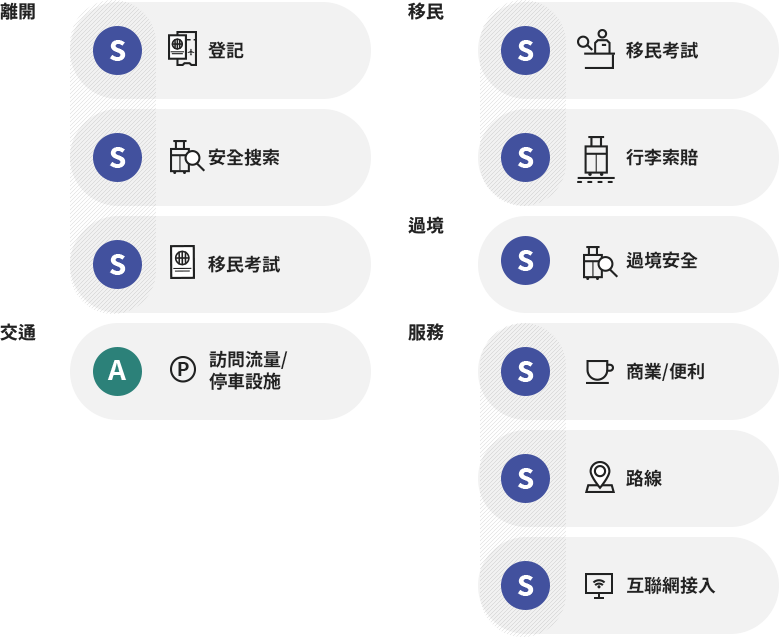 離開
S 登記
S 安全搜索
S 移民考試
交通
A P 訪問流量/
停車設施
移民
S 移民考試
S 行李索賠
過境
S 過境安全
服務
S 商業/便利
S 路線
S 互聯網接入